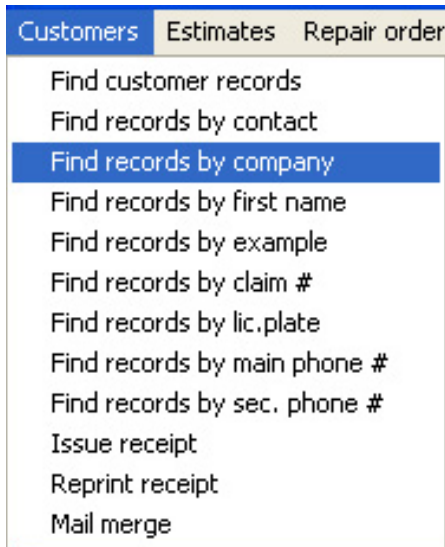 Customers Estimates Repair order
Find customer records
Find records by contact
Find records by company
Find records by first name
Find records by example
Find records by claim #
Find records by lic.plate
Find records by main phone #
Find records by sec. phone #
Issue receipt
Reprint receipt
Mail merge